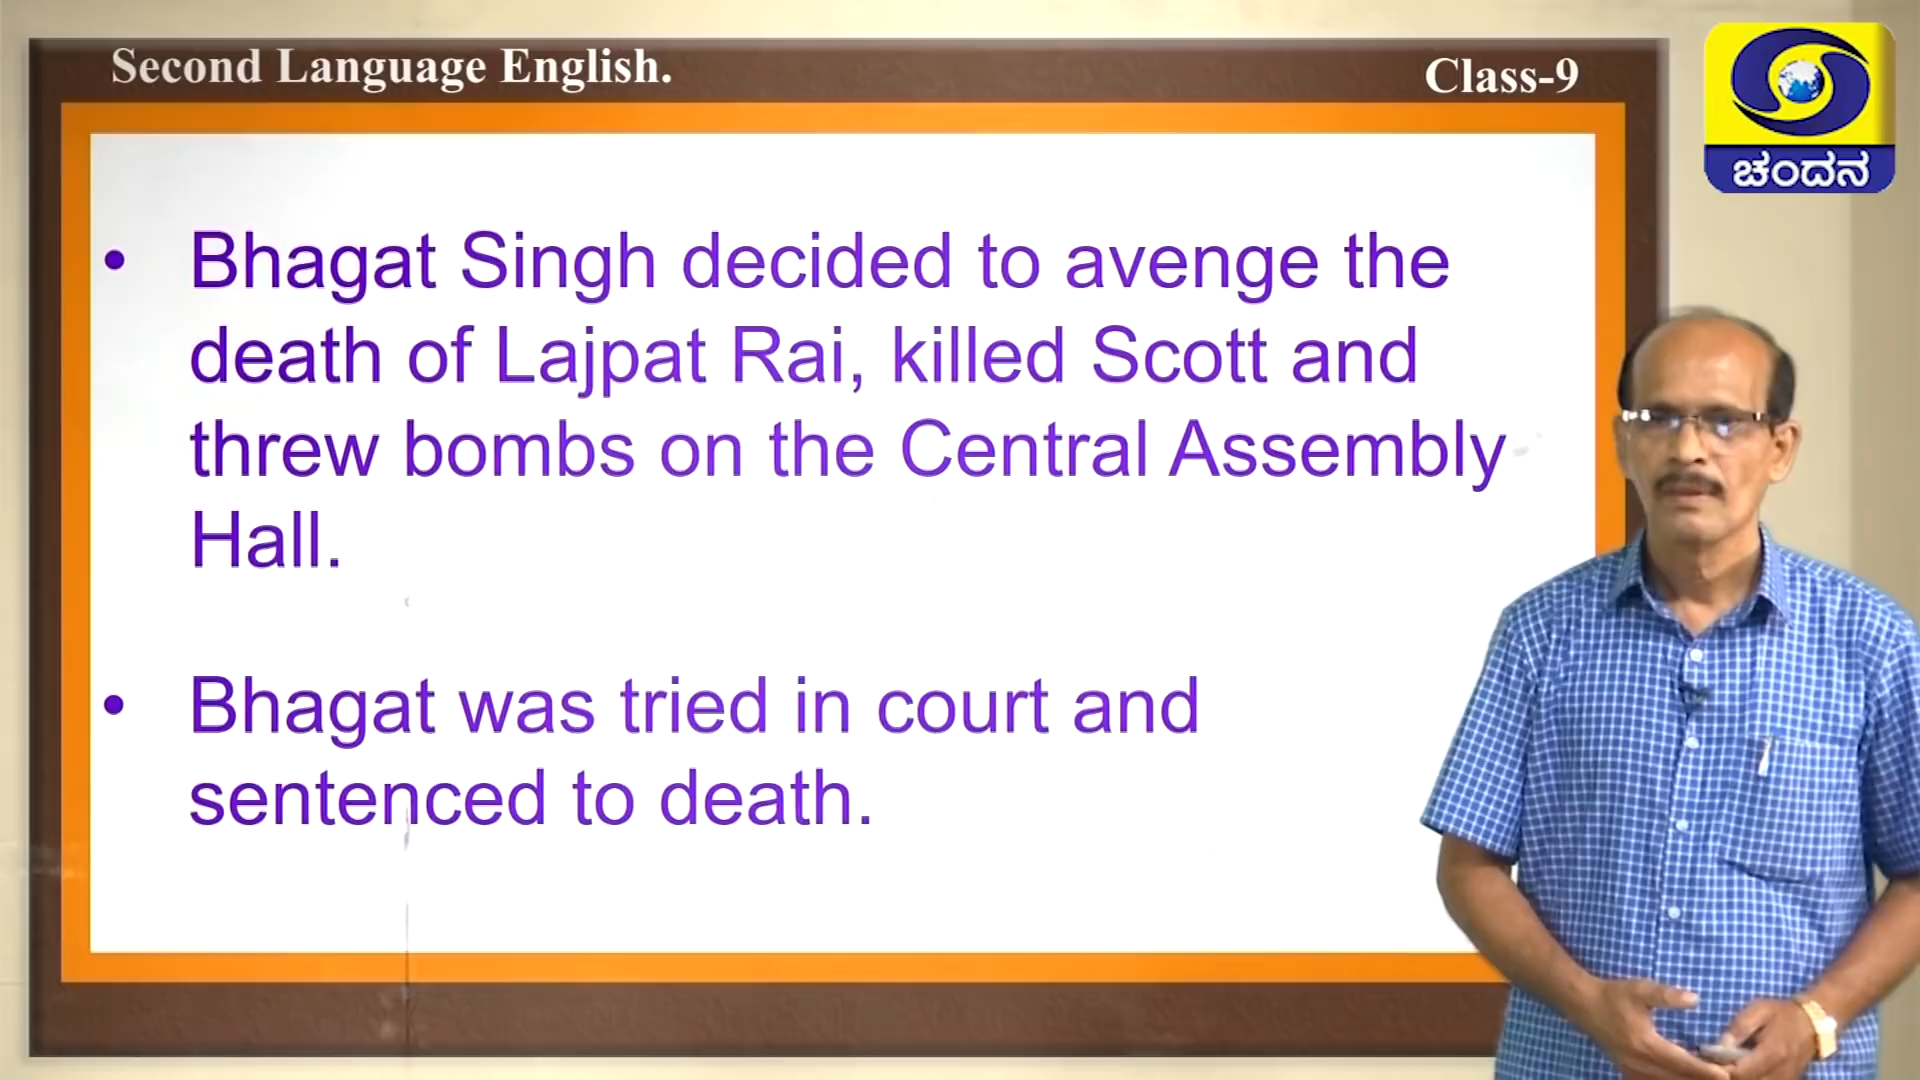 Second Language English.
Class-9
ಚಂದನ
• Bhagat Singh decided to avenge the
death of Lajpat Rai, killed Scott and
threw bombs on the Central Assembly
Hall.
• Bhagat was tried in court and
sentenced to death.